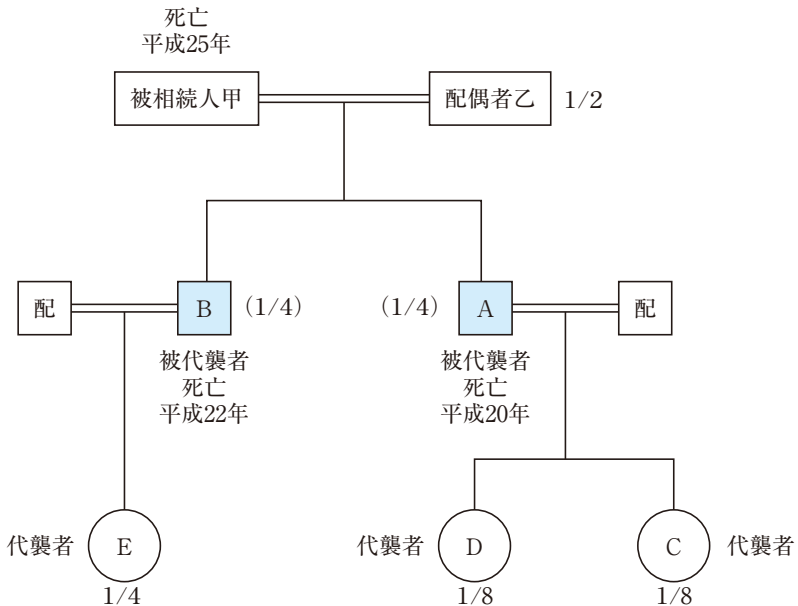 死亡
平成25年
被相続人甲
配偶者乙
1/2
配
B
(1/4)
(1/4)
A
配
被代襲者
死亡
平成22年
被代襲者
死亡
平成20年
代襲者
E
代襲者
D
C
代襲者
1/4
1/8
1/8